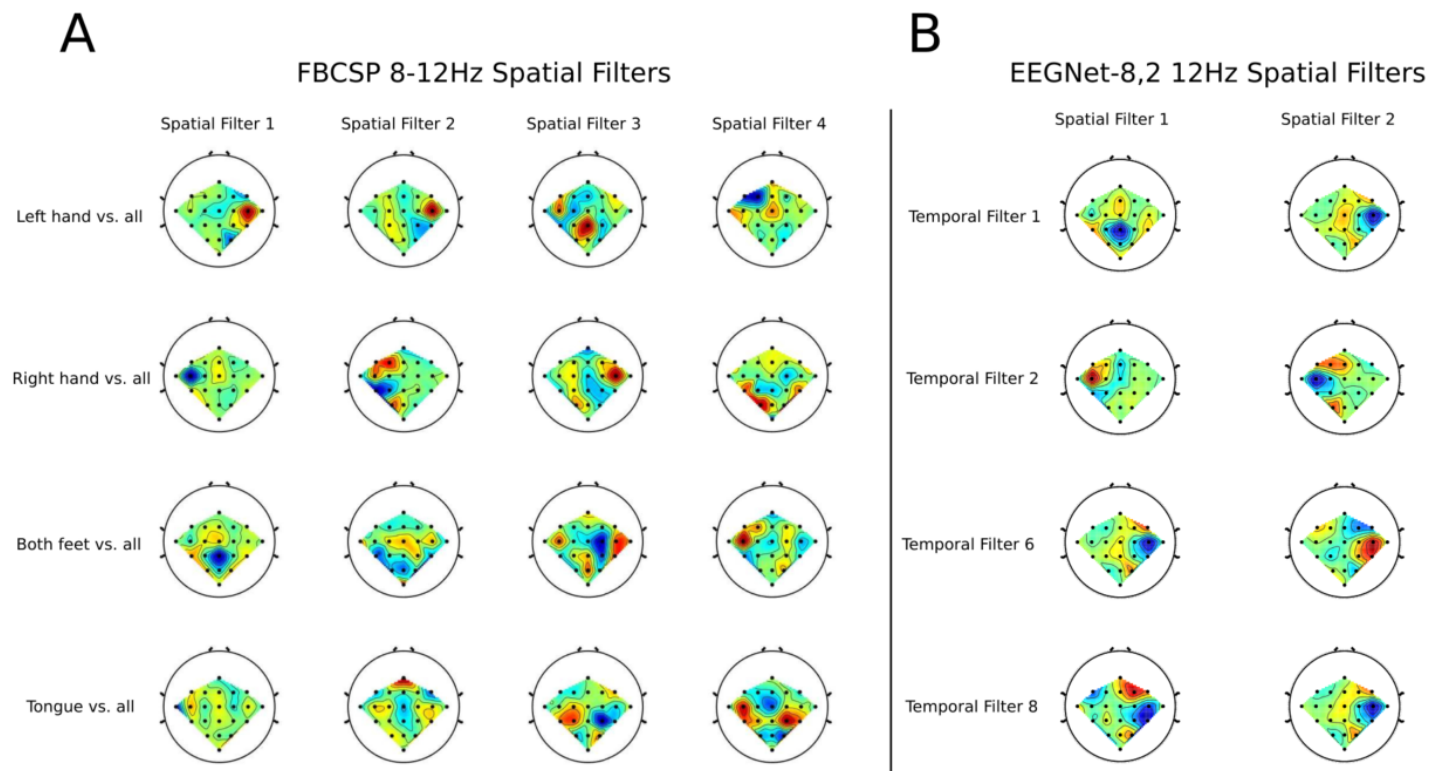 A
FBCSP 8-12Hz Spatial Filters
Spatial Filter 1 Spatial Filter 2 Spatial Filter 3 Spatial Filter 4
Left hand vs. all
Right hand vs. all
Both feet vs. all
Tongue vs. all
B
EEGNet-8,2 12Hz Spatial Filters
Spatial Filter 1 Spatial Filter 2
Temporal Filter 1
Temporal Filter 2
Temporal Filter 6
Temporal Filter 8